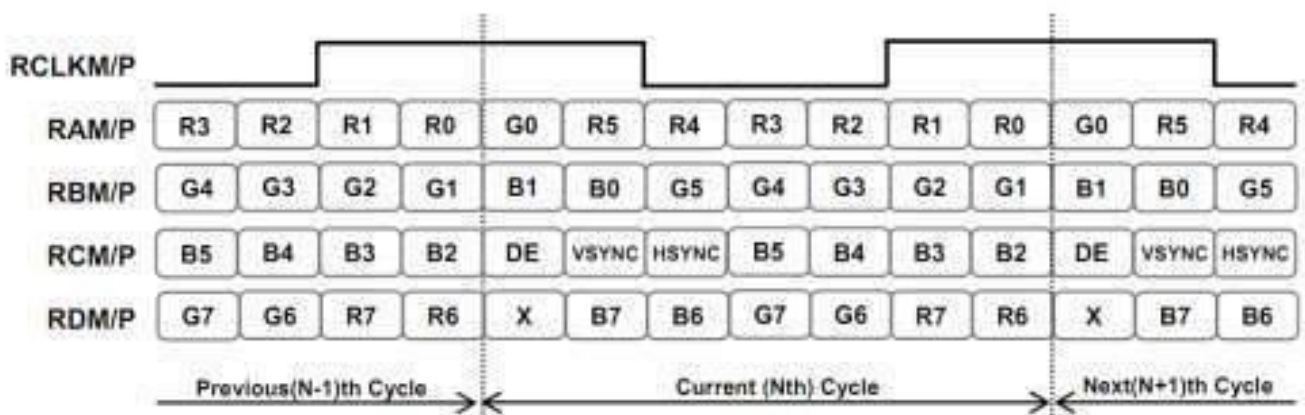 RCLKM/P
RAM/P R3 R2 R1 R0 G0 R5 R4 R3 R2 R1 R0 G0 R5 R4
RBM/P G4 G3 G2 G1 B1 B0 G5 G4 G3 G2 G1 B1 B0 G5
RCM/P B5 B4 B3 B2 DE VSYNC HSYNC B5 B4 B3 B2 DE VSYNC HSYNC
RDM/P G7 G6 R7 R6 X B7 B6 G7 G6 R7 R6 X B7 B6
Previous(N-1)th Cycle Current (Nth) Cycle Next(N+1)th Cycle